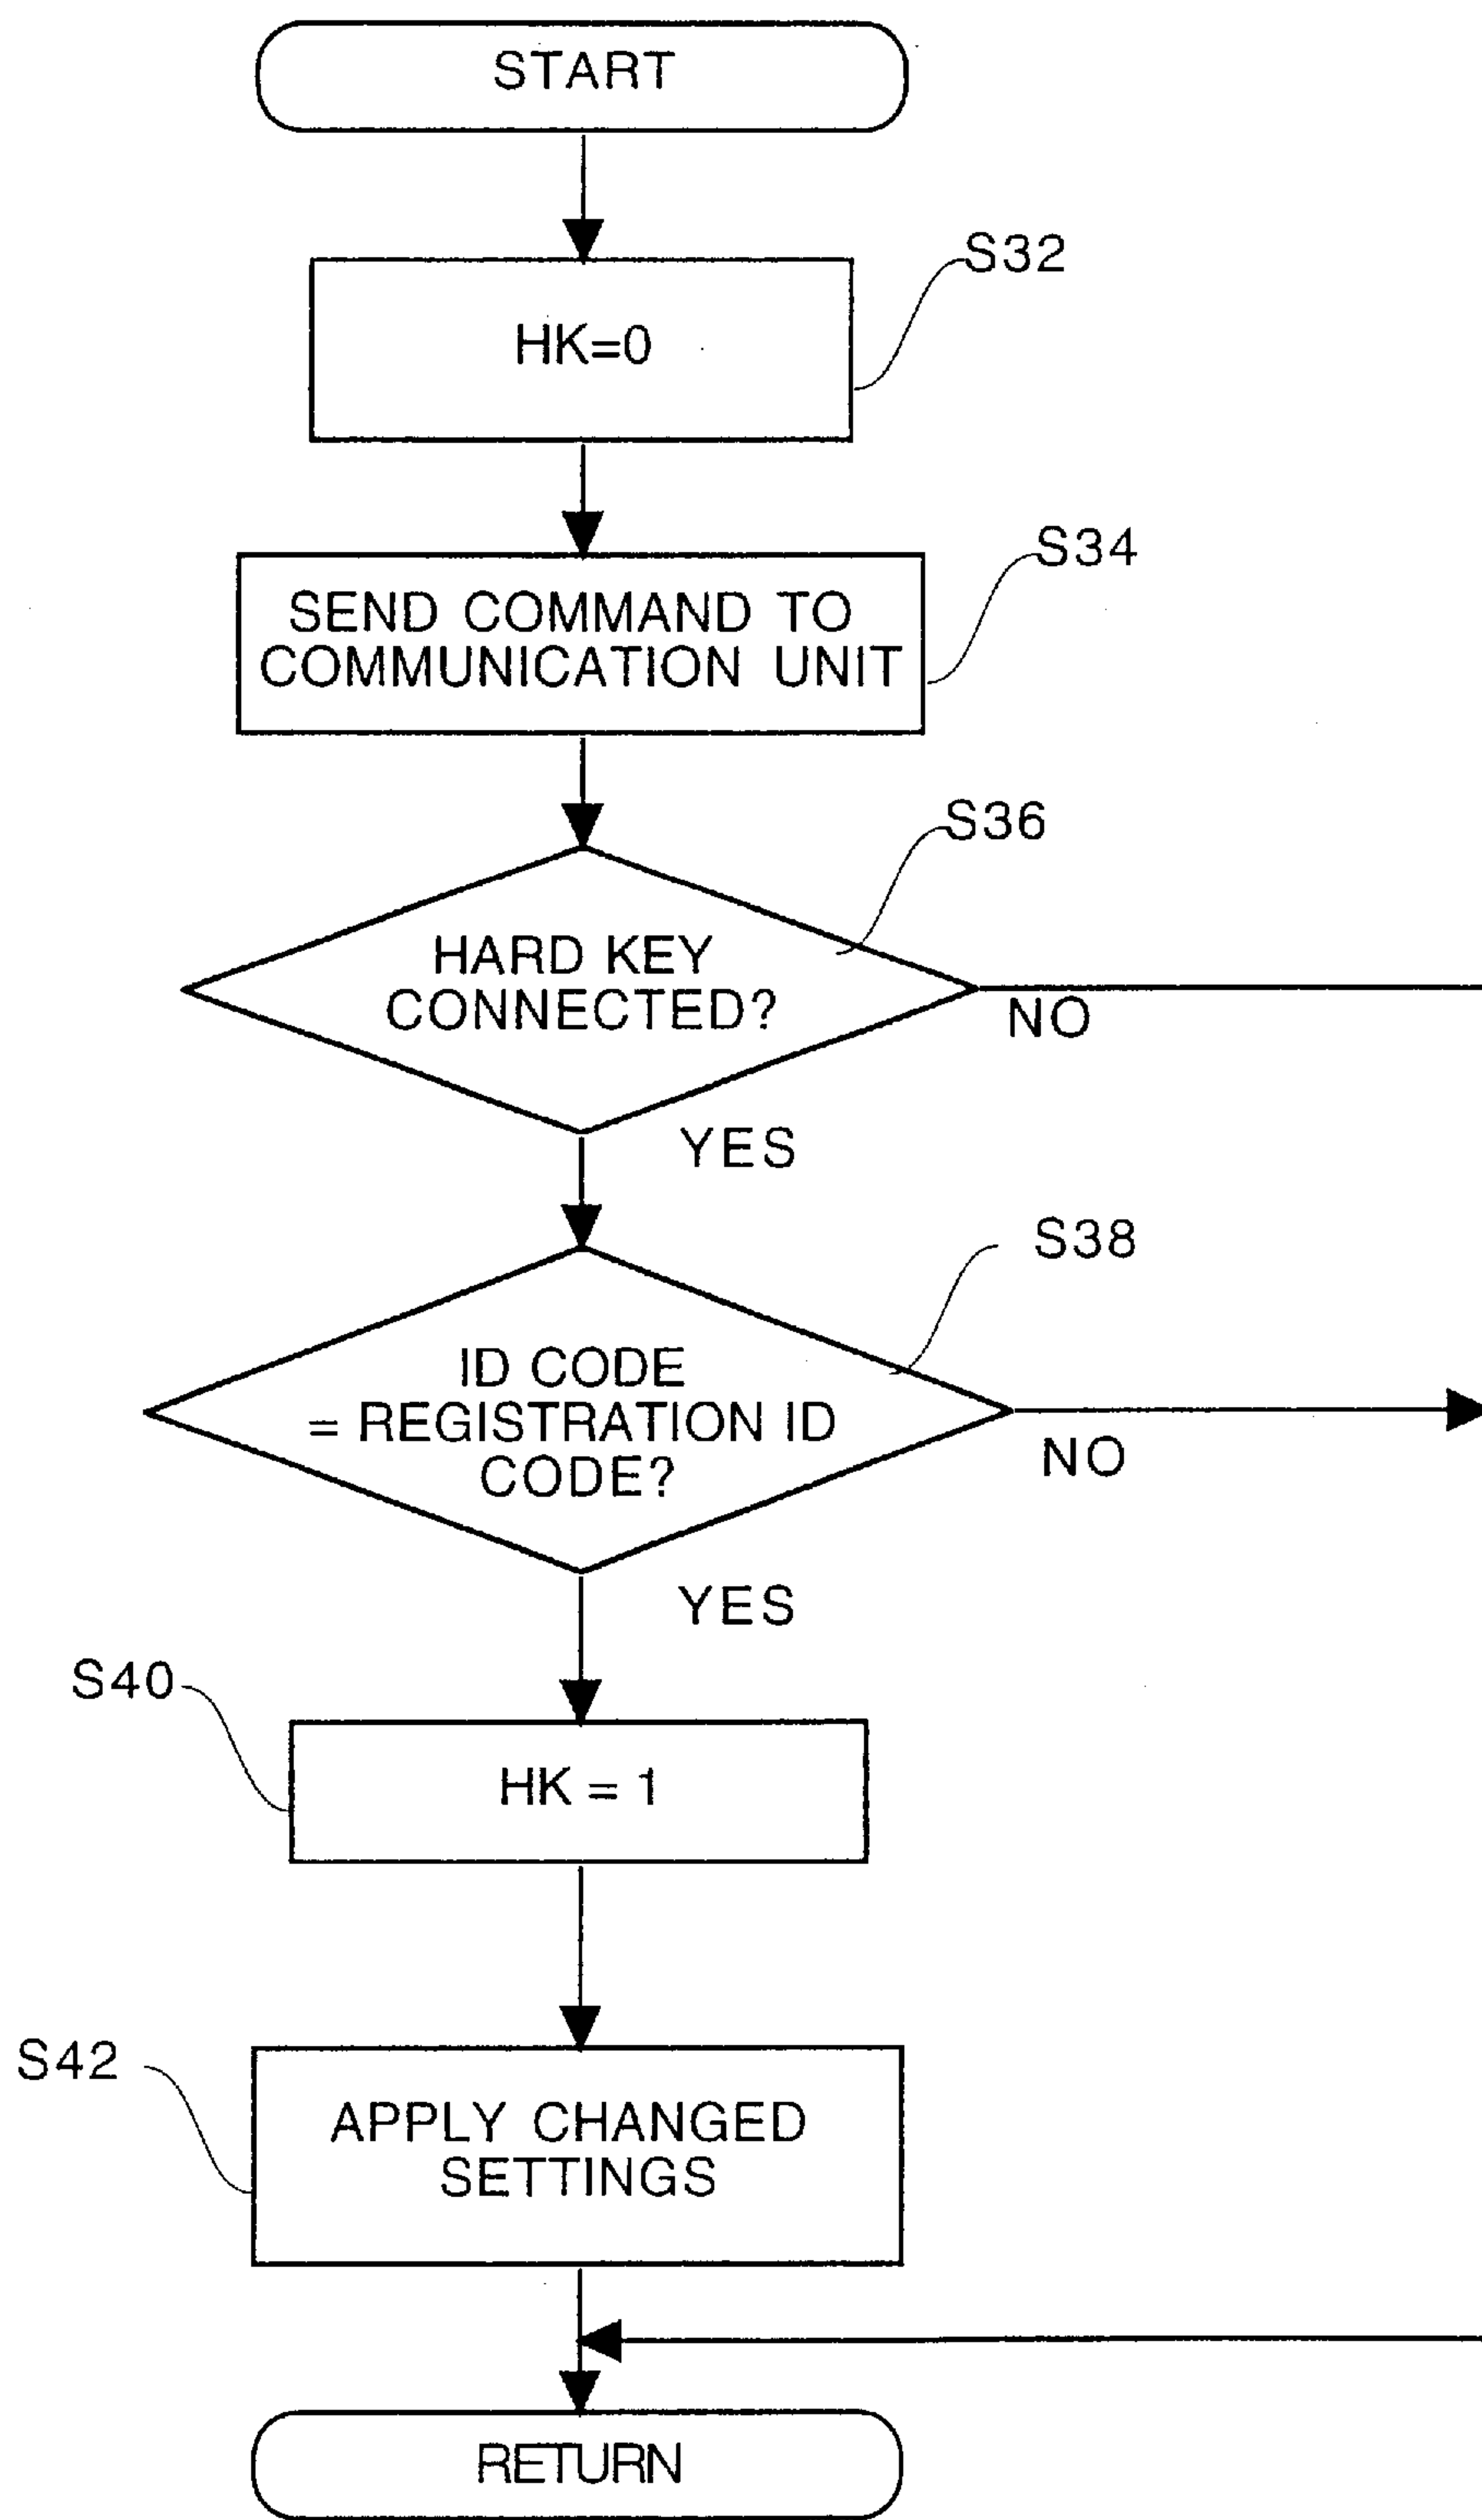 START
S32
HK=0
S34
SEND COMMAND TO
COMMUNICATION UNIT
S36
HARD KEY
CONNECTED?
NO
YES
S38
ID CODE
= REGISTRATION ID
CODE?
NO
YES
S40
HK = 1
S42
APPLY CHANGED
SETTINGS
RETURN